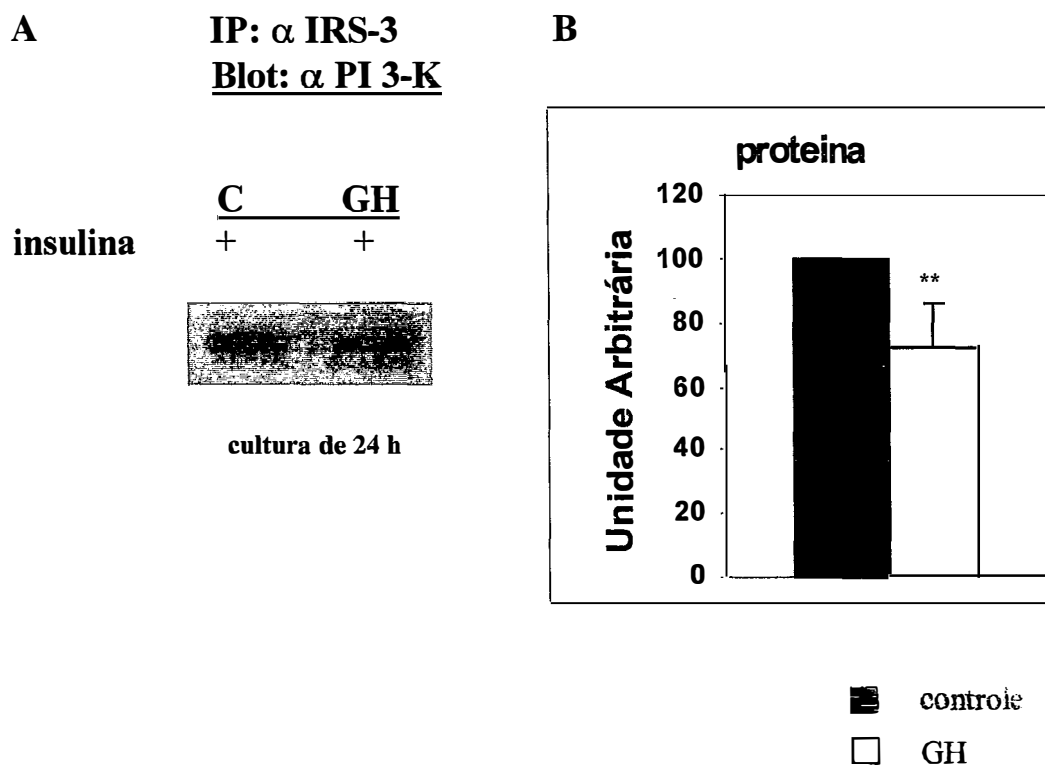 A
IP: α IRS-3
Blot: α PI 3-K
C GH
insulina + +
cultura de 24 h
B
proteina
Unidade Arbitrária
120
100
80
60
40
20
0
**
controle
GH